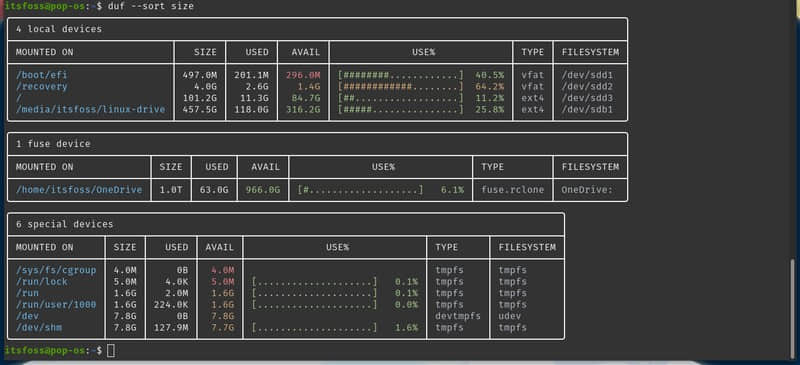 itsfoss@pop-os:~$ duf --sort size
4 local devices
MOUNTED ON SIZE USED AVAIL USE% TYPE FILESYSTEM
/boot/efi 497.0M 201.1M 296.0M [########............] 40.5% vfat /dev/sdd1
/recovery 4.0G 2.6G 1.4G [############........] 64.2% vfat /dev/sdd2
/ 101.2G 11.3G 84.7G [##..................] 11.2% ext4 /dev/sdd3
/media/itsfoss/linux-drive 457.5G 118.0G 316.2G [#####...............] 25.8% ext4 /dev/sdb1
1 fuse device
MOUNTED ON SIZE USED AVAIL USE% TYPE FILESYSTEM
/home/itsfoss/OneDrive 1.0T 63.0G 966.0G [#...................] 6.1% fuse.rclone OneDrive:
6 special devices
MOUNTED ON SIZE USED AVAIL USE% TYPE FILESYSTEM
/sys/fs/cgroup 4.0M 0B 4.0M tmpfs tmpfs
/run/lock 5.0M 4.0K 5.0M [....................] 0.1% tmpfs tmpfs
/run 1.6G 2.0M 1.6G [....................] 0.1% tmpfs tmpfs
/run/user/1000 1.6G 224.0K 1.6G [....................] 0.0% tmpfs tmpfs
/dev 7.8G 0B 7.8G devtmpfs udev
/dev/shm 7.8G 127.9M 7.7G [....................] 1.6% tmpfs tmpfs
itsfoss@pop-os:~$